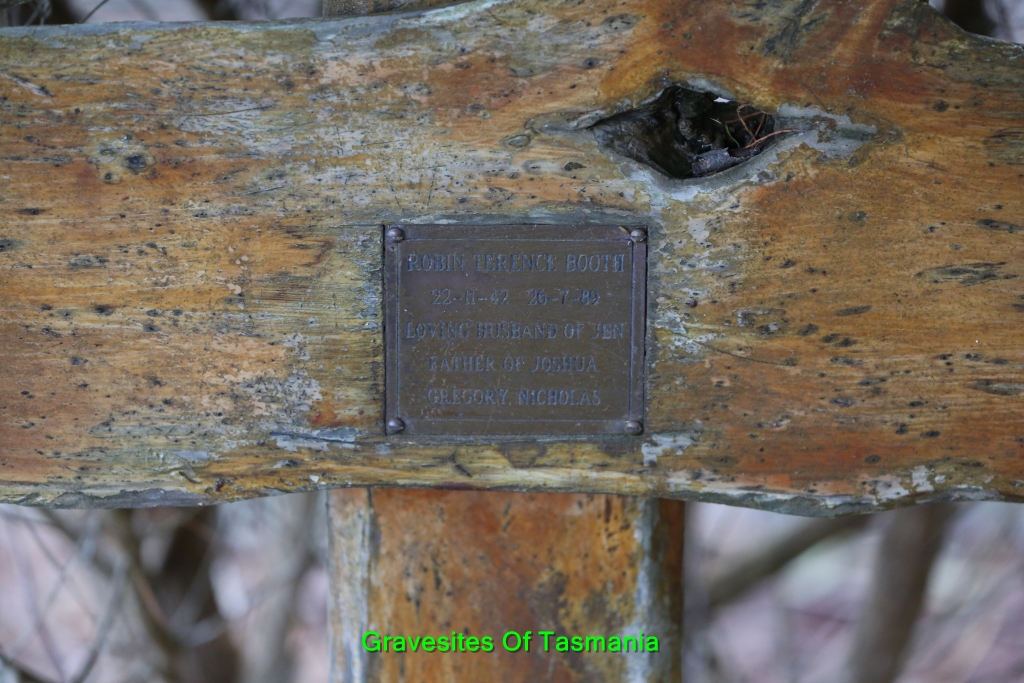 ROBIN TERENCE BOOTH
22-11-42 26-7-89
LOVING HUSBAND OF JEN
FATHER OF JOSHUA
GREGORY, NICHOLAS
Gravesites Of Tasmania